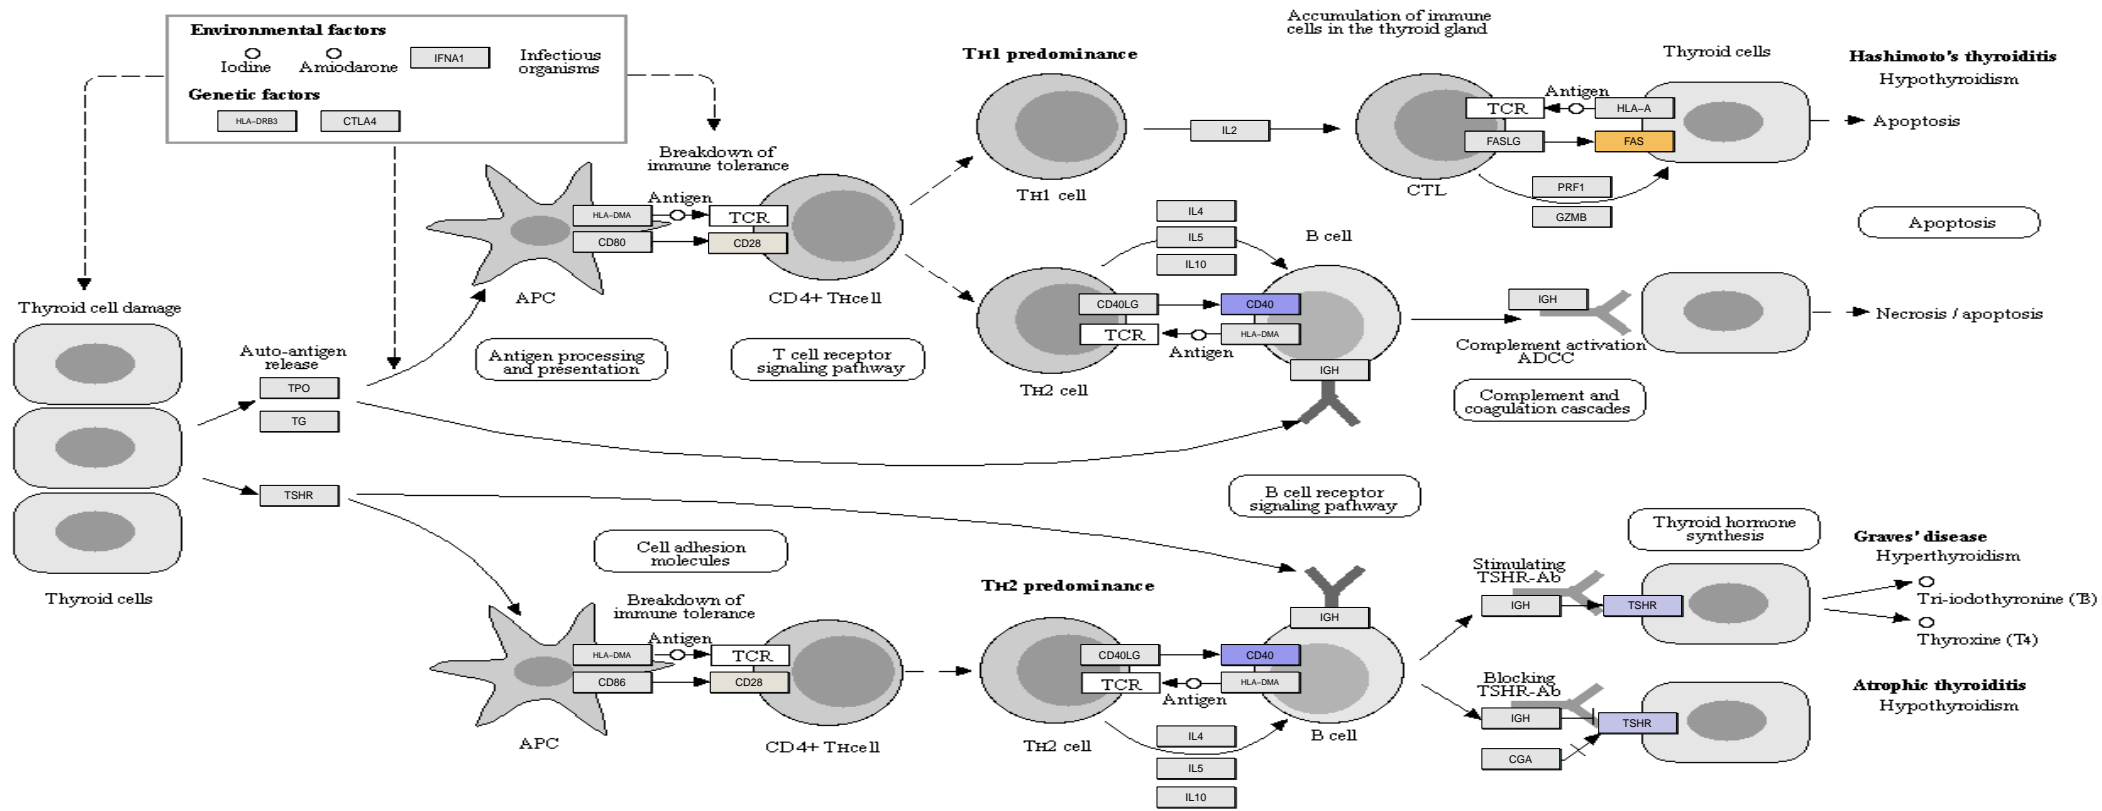 Environmental factors
Iodine
Amiodarone
IFNA1
Infectious
organisms
Genetic factors
HLA-DRB3
CTLA4
Thyroid cell damage
Thyroid cells
Auto-antigen
release
TPO
TG
TSHR
APC
Breakdown of
immune tolerance
Antigen
HLA-DMA
TCR
CD80
CD28
CD4+ THcell
Antigen processing
and presentation
T cell receptor
signaling pathway
TH1 predominance
TH1 cell
IL2
Accumulation of immune
cells in the thyroid gland
CTL
TCR
Antigen
HLA-A
FASLG
FAS
PRF1
GZMB
Thyroid cells
Hashimoto's thyroiditis
Hypothyroidism
Apoptosis
Apoptosis
IL4
IL5
IL10
B cell
CD40LG
CD40
TCR
Antigen
HLA-DMA
TH2 cell
IGH
IGH
Complement activation
ADCC
Complement and
coagulation cascades
Necrosis / apoptosis
B cell receptor
signaling pathway
Cell adhesion
molecules
Breakdown of
immune tolerance
Antigen
HLA-DMA
TCR
CD86
CD28
APC
CD4+ THcell
TH2 predominance
IGH
CD40LG
CD40
TCR
Antigen
HLA-DMA
TH2 cell
IL4
IL5
IL10
B cell
Thyroid hormone
synthesis
Stimulating
TSHR-Ab
IGH
TSHR
Graves' disease
Hyperthyroidism
Tri-iodothyronine (T3)
Thyroxine (T4)
Blocking
TSHR-Ab
IGH
TSHR
CGA
Atrophic thyroiditis
Hypothyroidism